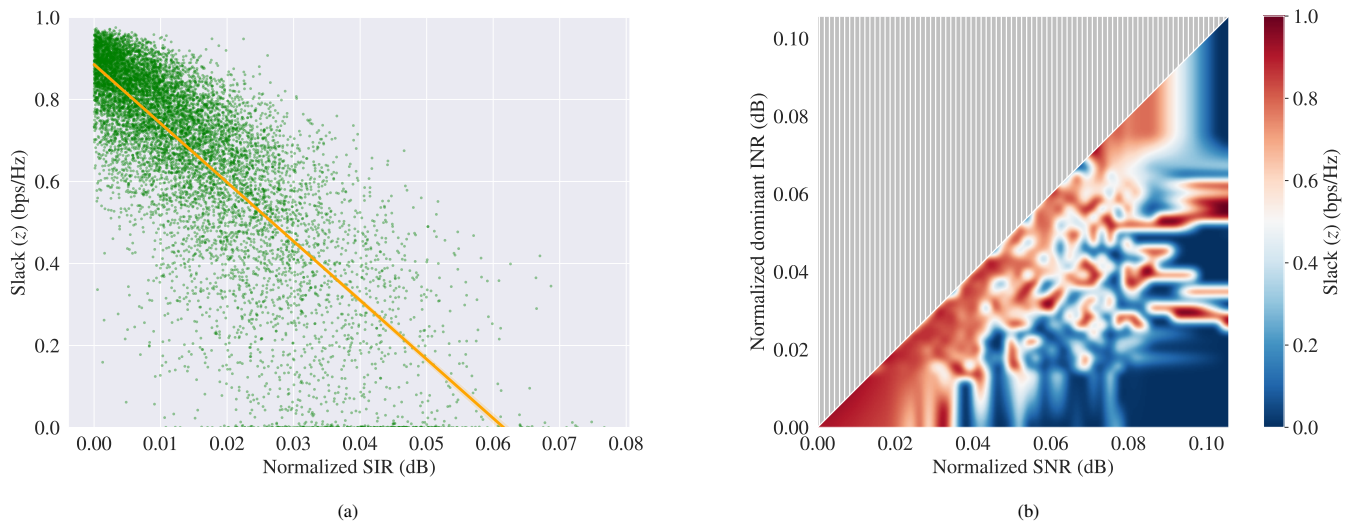 1.0
0.8
0.6
0.4
0.2
0.0
Slack (z) (bps/Hz)
0.00 0.01 0.02 0.03 0.04 0.05 0.06 0.07 0.08
Normalized SIR (dB)
(a)
0.10
0.08
0.06
0.04
0.02
0.00
Normalized dominant INR (dB)
0.00 0.02 0.04 0.06 0.08 0.10
Normalized SNR (dB)
1.0
0.8
0.6
0.4
0.2
0.0
Slack (z) (bps/Hz)
(b)